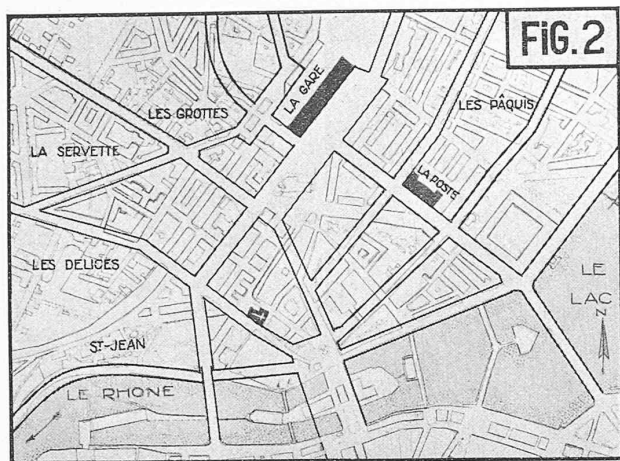 FiG. 2
LA GARE
LES GROTTES
LES PÂQUIS
LA SERVETTE
LA POSTE
LES DÉLICES
LE
LAC
N
ST-JEAN
LE RHONE